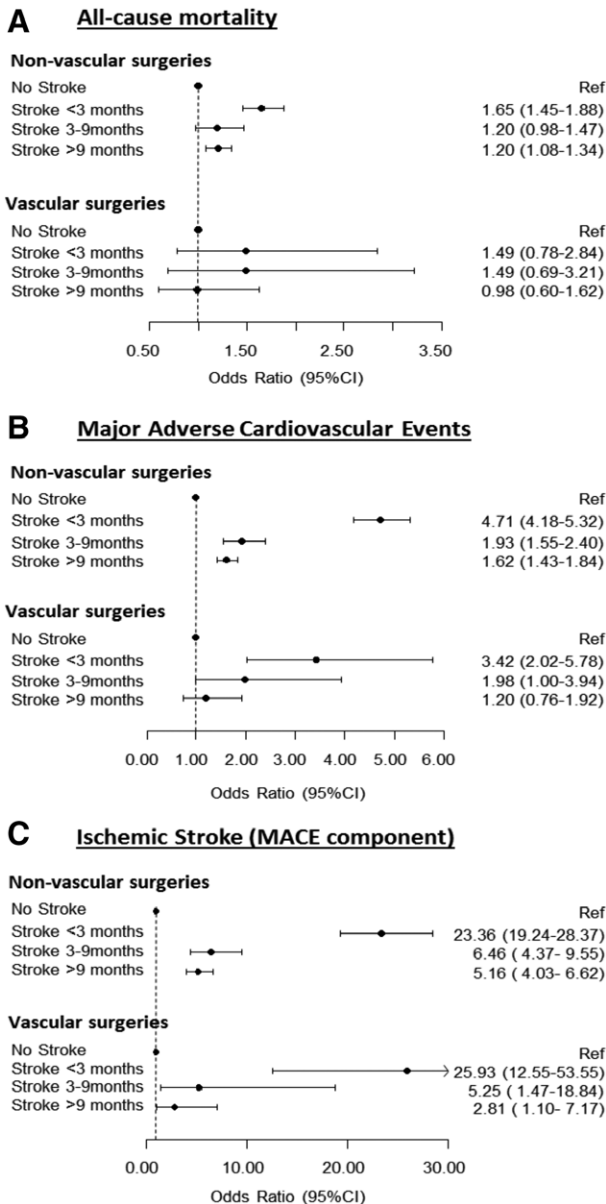 A All-cause mortality
Non-vascular surgeries
No Stroke Ref
Stroke <3 months 1.65 (1.45-1.88)
Stroke 3-9months 1.20 (0.98-1.47)
Stroke >9 months 1.20 (1.08-1.34)
Vascular surgeries
No Stroke Ref
Stroke <3 months 1.49 (0.78-2.84)
Stroke 3-9months 1.49 (0.69-3.21)
Stroke >9 months 0.98 (0.60-1.62)
0.50 1.50 2.50 3.50
Odds Ratio (95%CI)
B Major Adverse Cardiovascular Events
Non-vascular surgeries
No Stroke Ref
Stroke <3 months 4.71 (4.18-5.32)
Stroke 3-9months 1.93 (1.55-2.40)
Stroke >9 months 1.62 (1.43-1.84)
Vascular surgeries
No Stroke Ref
Stroke <3 months 3.42 (2.02-5.78)
Stroke 3-9months 1.98 (1.00-3.94)
Stroke >9 months 1.20 (0.76-1.92)
0.00 1.00 2.00 3.00 4.00 5.00 6.00
Odds Ratio (95%CI)
C Ischemic Stroke (MACE component)
Non-vascular surgeries
No Stroke Ref
Stroke <3 months 23.36 (19.24-28.37)
Stroke 3-9months 6.46 ( 4.37- 9.55)
Stroke >9 months 5.16 ( 4.03- 6.62)
Vascular surgeries
No Stroke Ref
Stroke <3 months 25.93 (12.55-53.55)
Stroke 3-9months 5.25 ( 1.47-18.84)
Stroke >9 months 2.81 ( 1.10- 7.17)
0.00 10.00 20.00 30.00
Odds Ratio (95%CI)